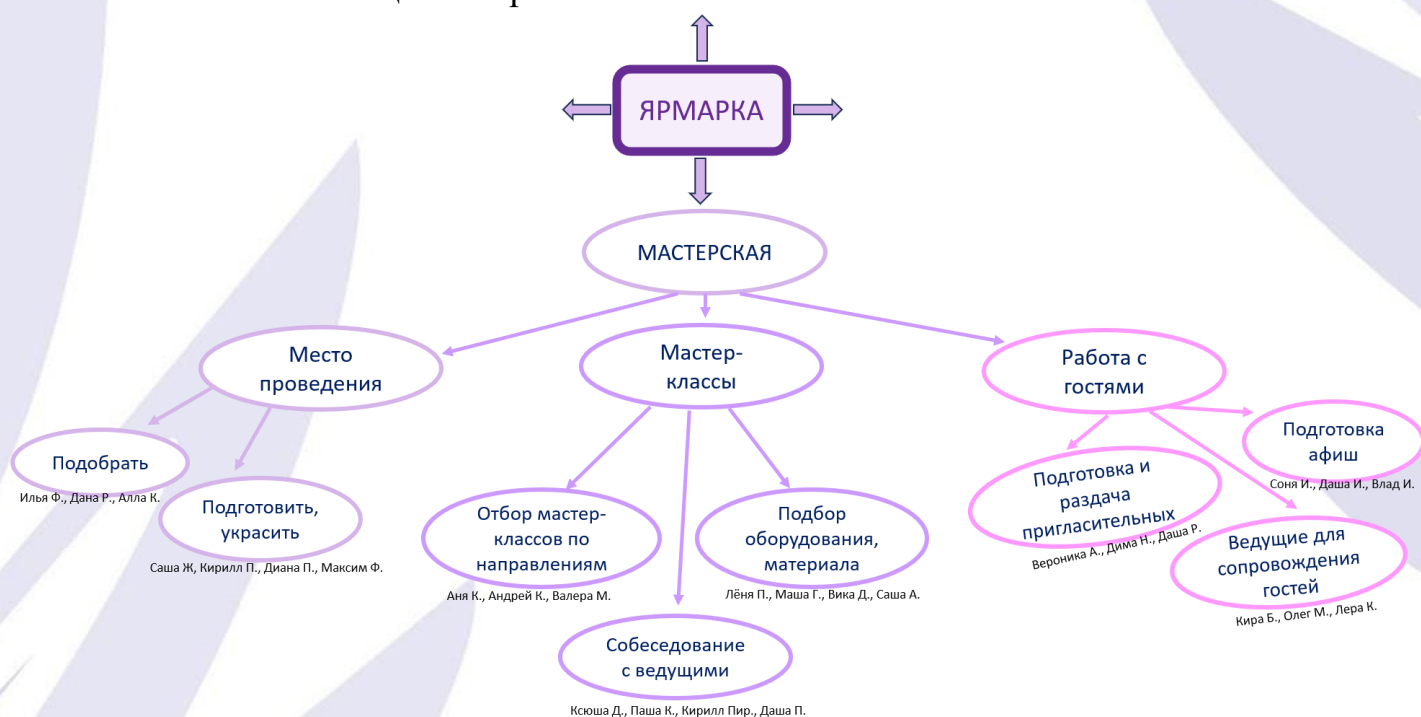 ЯРМАРКА
МАСТЕРСКАЯ
Место
проведения
Мастер-
классы
Работа с
гостями
Подобрать
Илья Ф., Дана Р., Алла К.
Подготовить,
украсить
Саша Ж, Кирилл П., Диана П., Максим Ф.
Отбор мастер-
классов по
направлениям
Аня К., Андрей К., Валера М.
Собеседование
с ведущими
Ксюша Д., Паша К., Кирилл Пир., Даша П.
Подбор
оборудования,
материала
Лёня П., Маша Г., Вика Д., Саша А.
Подготовка и
раздача
пригласительных
Вероника А., Дима Н., Даша Р.
Ведущие для
сопровождения
гостей
Кира Б., Олег М., Лера К.
Подготовка
афиш
Соня И., Даша И., Влад И.